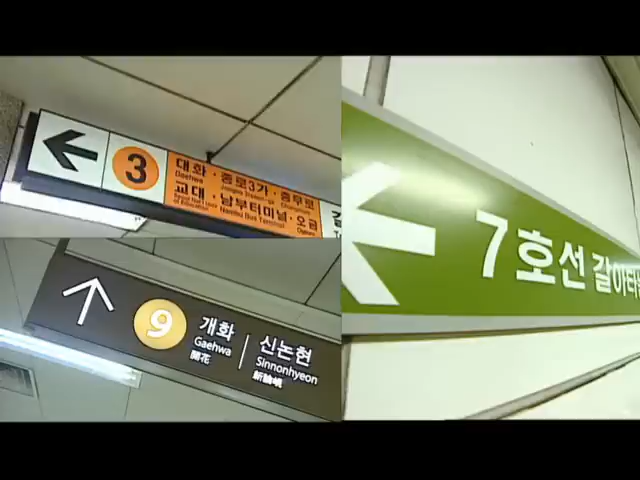 3
대화 · 종로3가 · 충무로
Daehwa
교대 · 남부터미널 · 오금
Nambu Bus Terminal
9
개화
Gaehwa
開花
신논현
Sinnonhyeon
新論峴
7호선 갈아타